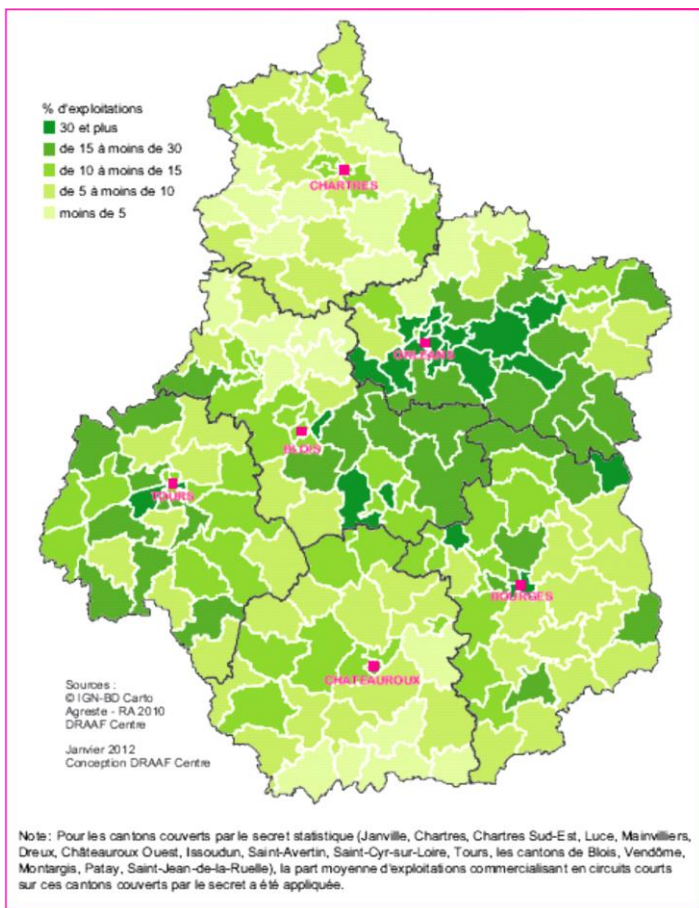 % d'exploitations
30 et plus
de 15 à moins de 30
de 10 à moins de 15
de 5 à moins de 10
moins de 5
CHARTRES
ORLEANS
BLOIS
TOURS
BOURGES
CHATEAUROUX
Sources :
© IGN-BD Carto
Agreste - RA 2010
DRAAF Centre
Janvier 2012
Conception DRAAF Centre
Note : Pour les cantons couverts par le secret statistique (Janville, Chartres, Chartres Sud-Est, Luce, Mainvilliers,
Dreux, Châteauroux Ouest, Issoudun, Saint-Avertin, Saint-Cyr-sur-Loire, Tours, les cantons de Blois, Vendôme,
Montargis, Patay, Saint-Jean-de-la-Ruelle), la part moyenne d'exploitations commercialisant en circuits courts
sur ces cantons couverts par le secret a été appliquée.